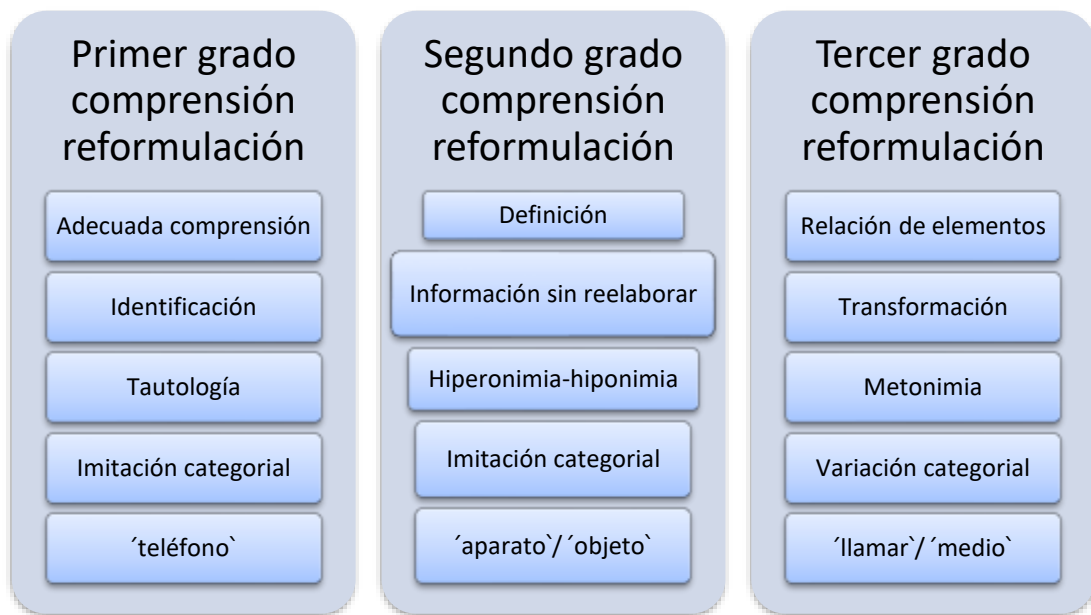 Primer grado
comprensión
reformulación
Adecuada comprensión
Identificación
Tautología
Imitación categorial
´teléfono`
Segundo grado
comprensión
reformulación
Definición
Información sin reelaborar
Hiperonimia-hiponimia
Imitación categorial
´aparato`/ ´objeto`
Tercer grado
comprensión
reformulación
Relación de elementos
Transformación
Metonimia
Variación categorial
´llamar`/ ´medio`